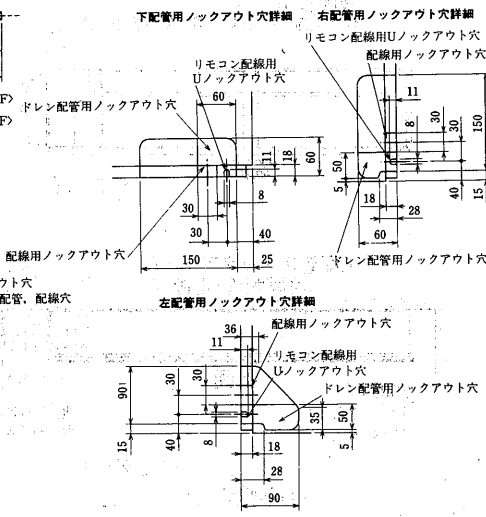 下配管用ノックアウト穴詳細
リモコン配線用
Uノックアウト穴
ドレン配管用ノックアウト穴
60
11
18
60
8
30
30
40
150
25
配線用ノックアウト穴
右配管用ノックアウト穴詳細
リモコン配線用Uノックアウト穴
配線用ノックアウト穴
11
8
30
30
150
50
5
40
15
18
28
60
ドレン配管用ノックアウト穴
F>
F>
ウト穴
配管，配線穴
左配管用ノックアウト穴詳細
36
配線用ノックアウト穴
11
リモコン配線用
Uノックアウト穴
ドレン配管用ノックアウト穴
90
30
30
15
40
8
35
50
5
18
28
90